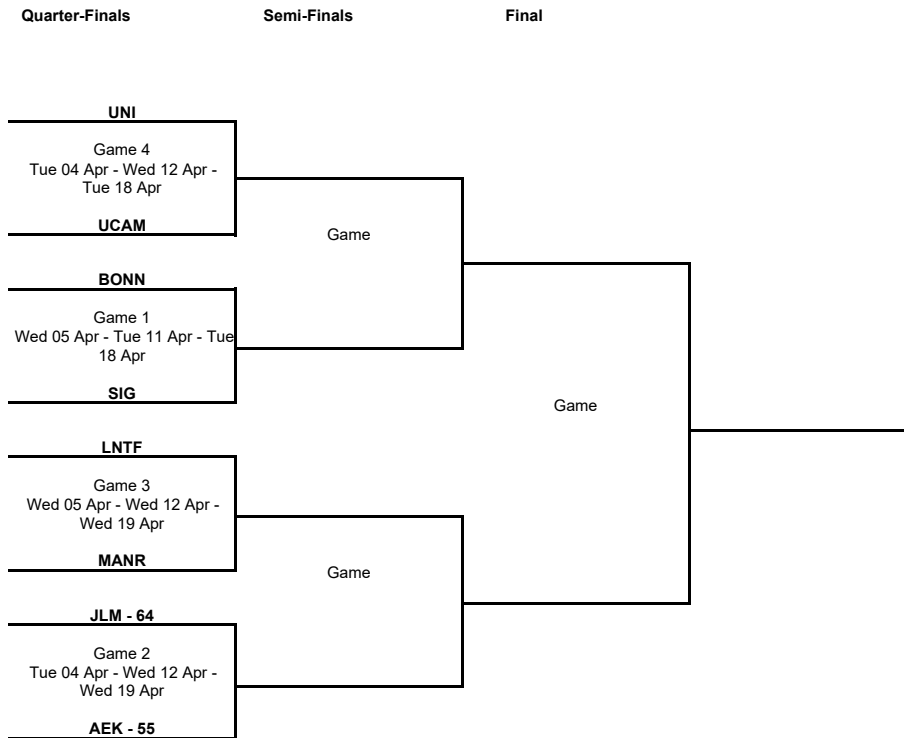 Quarter-Finals Semi-Finals Final
UNI
Game 4
Tue 04 Apr - Wed 12 Apr -
Tue 18 Apr
UCAM
Game
BONN
Game 1
Wed 05 Apr - Tue 11 Apr - Tue
18 Apr
SIG
Game
LNTF
Game 3
Wed 05 Apr - Wed 12 Apr -
Wed 19 Apr
MANR
Game
JLM - 64
Game 2
Tue 04 Apr - Wed 12 Apr -
Wed 19 Apr
AEK - 55